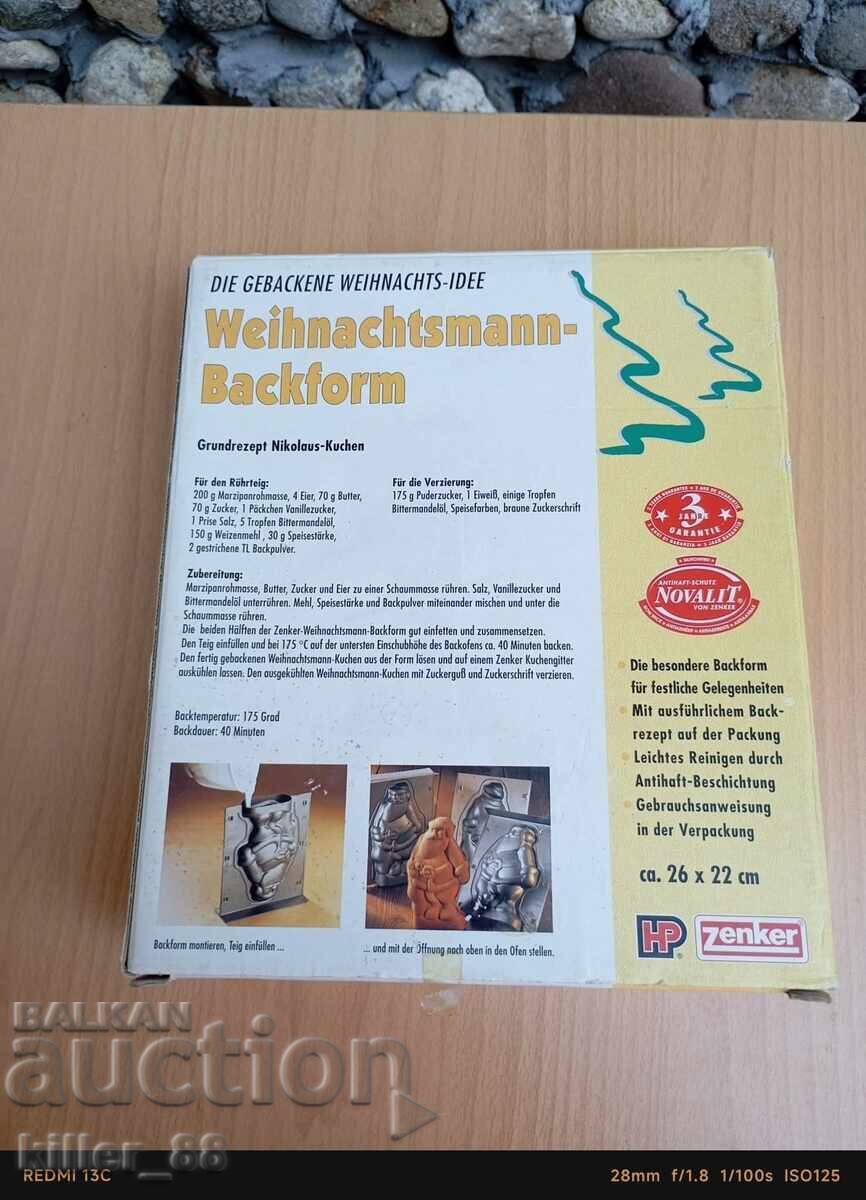 DIE GEBACKENE WEIHNACHTS-IDEE
Weihnachtsmann-
Backform
Grundrezept Nikolaus-Kuchen
Für den Rührteig:
200 g Marzipanrohmasse, 4 Eier, 70 g Butter,
70 g Zucker, 1 Päckchen Vanillezucker,
1 Prise Salz, 5 Tropfen Bittermandelöl,
150 g Weizenmehl , 30 g Speisestärke,
2 gestrichene TL Backpulver.
Für die Verzierung:
175 g Puderzucker, 1 Eiweiß, einige Tropfen
Bittermandelöl, Speisefarben, braune Zuckerschrift
Zubereitung:
Marzipanrohmasse, Butter, Zucker und Eier zu einer Schaummasse rühren. Salz, Vanillezucker und
Bittermandelöl unterrühren. Mehl, Speisestärke und Backpulver miteinander mischen und unter die
Schaummasse rühren.
Die beiden Hälften der Zenker-Weihnachtsmann-Backform gut einfetten und zusammensetzen.
Den Teig einfüllen und bei 175 °C auf der untersten Einschubhöhe des Backofens ca. 40 Minuten backen.
Den fertig gebackenen Weihnachtsmann-Kuchen aus der Form lösen und auf einem Zenker Kuchengitter
auskühlen lassen. Den ausgekühlten Weihnachtsmann-Kuchen mit Zuckerguß und Zuckerschrift verzieren.
Backtemperatur: 175 Grad
Backdauer: 40 Minuten
Backform montieren, Teig einfüllen ...
... und mit der Öffnung nach oben in den Ofen stellen.
3
JAHRE
GARANTIE
ANTIHAFT-SCHUTZ
NOVALIT®
VON ZENKER
Die besondere Backform
für festliche Gelegenheiten
Mit ausführlichem Back-
rezept auf der Packung
Leichtes Reinigen durch
Antihaft-Beschichtung
Gebrauchsanweisung
in der Verpackung
ca. 26 x 22 cm
HP®
zenker
BALKAN
auction
killer_88
REDMI 13C
28mm f/1.8 1/100s ISO125